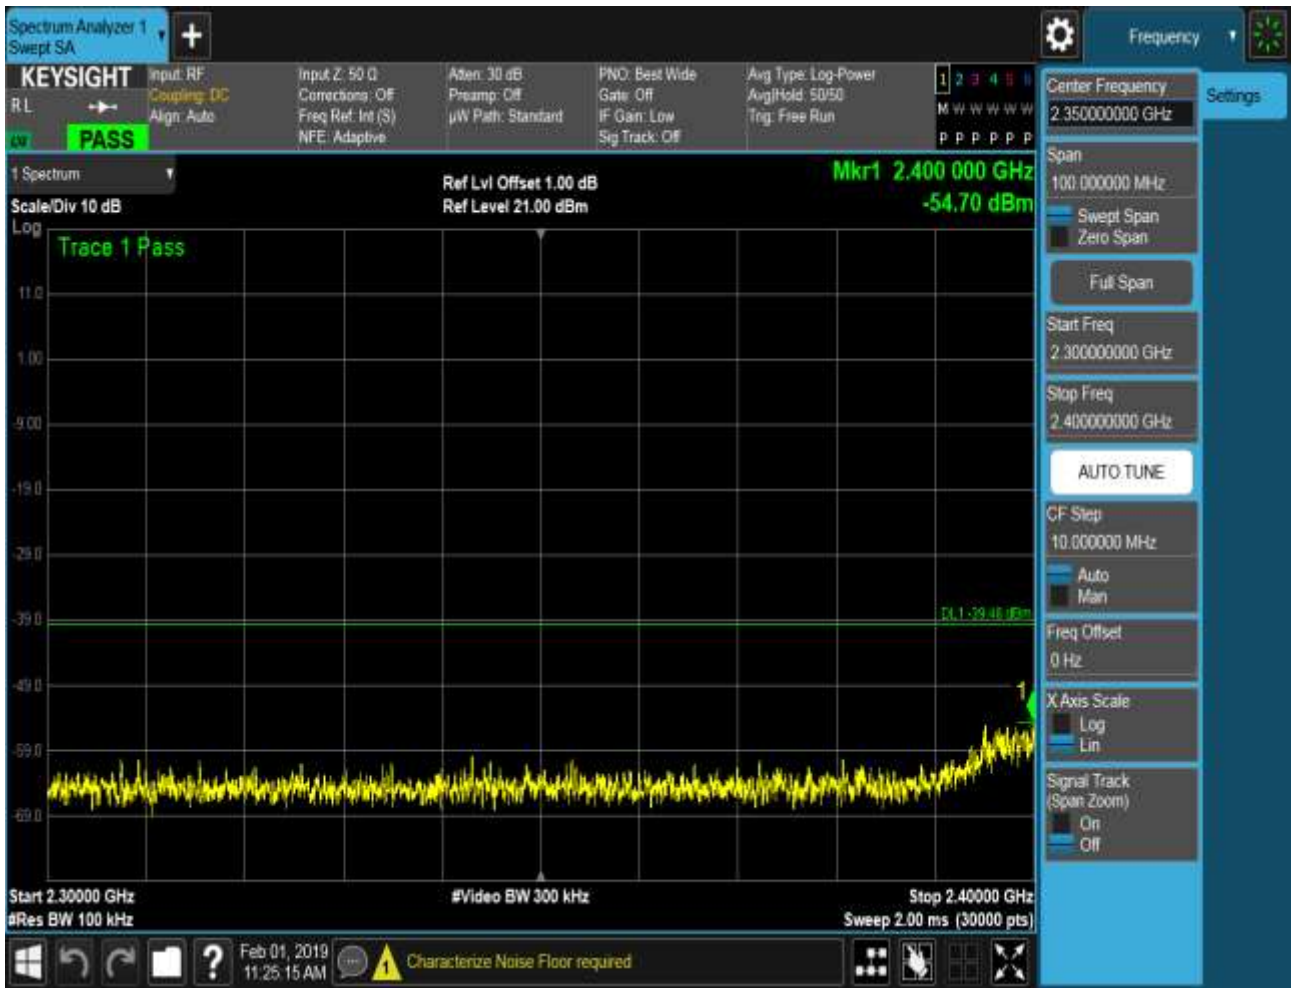 Spectrum Analyzer 1
Swept SA
Frequency
KEYSIGHT
RL
PASS
Input: RF
Coupling: DC
Align: Auto
Input Z: 50 Ω
Corrections: Off
Freq Ref: Int (S)
NFE: Adaptive
Atten: 30 dB
Preamp: Off
µW Path: Standard
PNO: Best Wide
Gate: Off
IF Gain: Low
Sig Track: Off
Avg Type: Log-Power
Avg|Hold: 50/50
Trig: Free Run
1 2 3 4 5 6
M W W W W W
P P P P P P
1 Spectrum
Scale/Div 10 dB
Log
Ref Lvl Offset 1.00 dB
Ref Level 21.00 dBm
Mkr1 2.400 000 GHz
-54.70 dBm
Trace 1 Pass
11.0
1.00
-9.00
-19.0
-29.0
-39.0
DL1 -39.46 dBm
-49.0
1
-59.0
-69.0
Start 2.30000 GHz
#Video BW 300 kHz
Stop 2.40000 GHz
#Res BW 100 kHz
Sweep 2.00 ms (30000 pts)
Center Frequency
2.350000000 GHz
Settings
Span
100.000000 MHz
Swept Span
Zero Span
Full Span
Start Freq
2.300000000 GHz
Stop Freq
2.400000000 GHz
AUTO TUNE
CF Step
10.000000 MHz
Auto
Man
Freq Offset
0 Hz
X Axis Scale
Log
Lin
Signal Track
(Span Zoom)
On
Off
?
Feb 01, 2019
11:25:15 AM
1
Characterize Noise Floor required